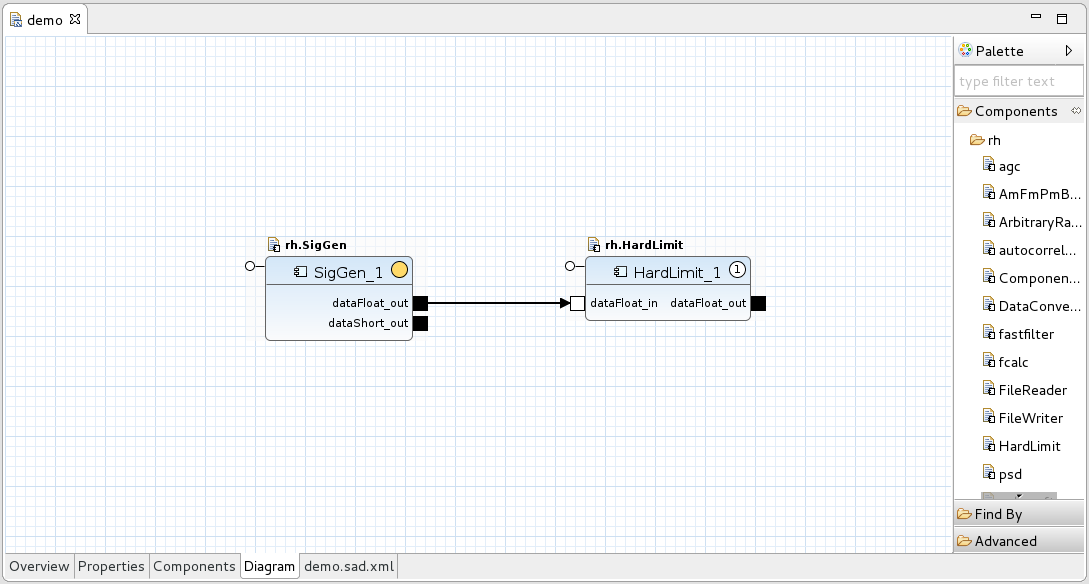 demo
Palette
type filter text
Components
rh
agc
AmFmPmB...
ArbitraryRa...
autocorrel...
Componen...
DataConve...
fastfilter
fcalc
FileReader
FileWriter
HardLimit
psd
Find By
Advanced
rh.SigGen
SigGen_1
dataFloat_out
dataShort_out
rh.HardLimit
HardLimit_1 1
dataFloat_in dataFloat_out
Overview Properties Components Diagram demo.sad.xml